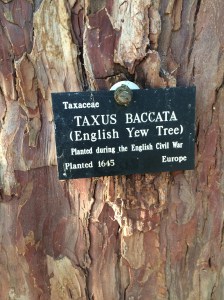 Taxaceae
TAXUS BACCATA
(English Yew Tree)
Planted during the English Civil War
Planted 1645 Europe